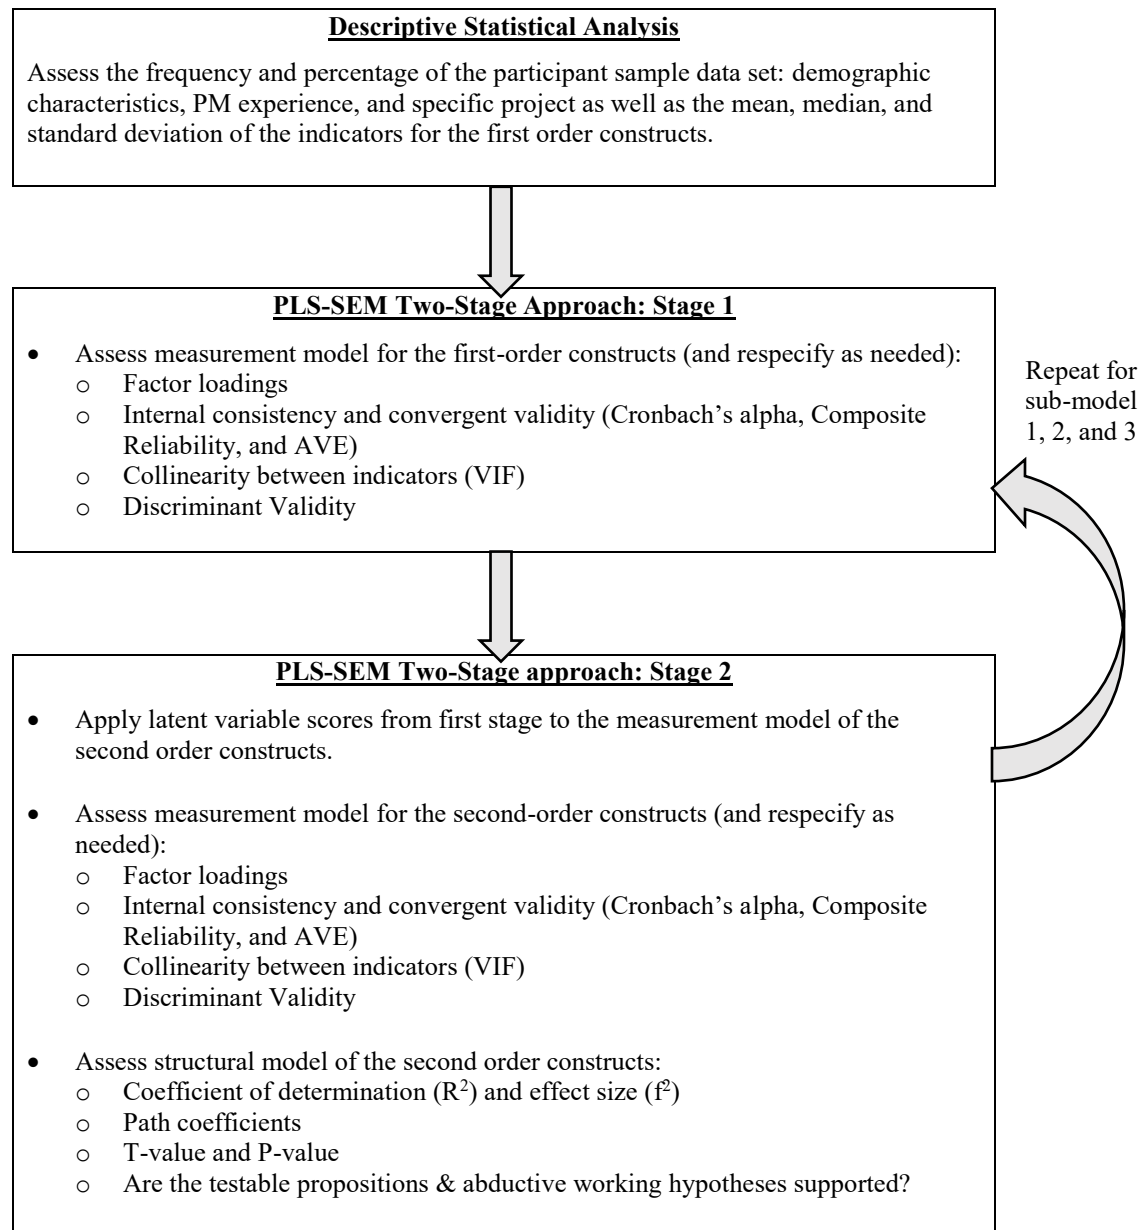 Descriptive Statistical Analysis
Assess the frequency and percentage of the participant sample data set: demographic
characteristics, PM experience, and specific project as well as the mean, median, and
standard deviation of the indicators for the first order constructs.
PLS-SEM Two-Stage Approach: Stage 1
• Assess measurement model for the first-order constructs (and respecify as needed):
o Factor loadings
o Internal consistency and convergent validity (Cronbach’s alpha, Composite
Reliability, and AVE)
o Collinearity between indicators (VIF)
o Discriminant Validity
Repeat for
sub-model
1, 2, and 3
PLS-SEM Two-Stage approach: Stage 2
• Apply latent variable scores from first stage to the measurement model of the
second order constructs.
• Assess measurement model for the second-order constructs (and respecify as
needed):
o Factor loadings
o Internal consistency and convergent validity (Cronbach’s alpha, Composite
Reliability, and AVE)
o Collinearity between indicators (VIF)
o Discriminant Validity
• Assess structural model of the second order constructs:
o Coefficient of determination (R²) and effect size (f²)
o Path coefficients
o T-value and P-value
o Are the testable propositions & abductive working hypotheses supported?